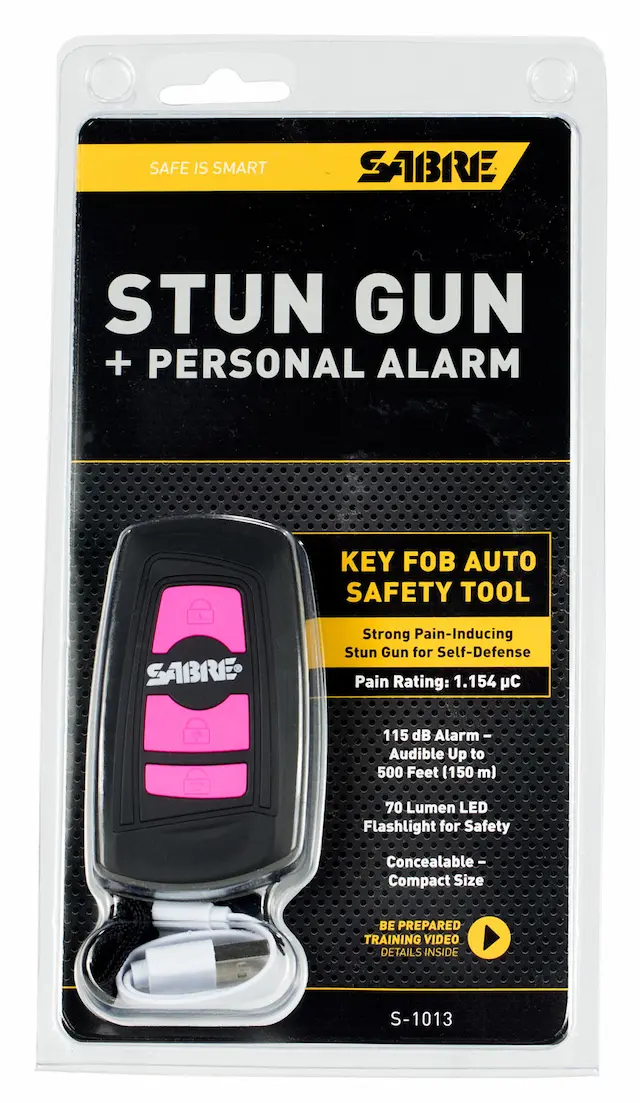 SAFE IS SMART
SABRE
STUN GUN
+ PERSONAL ALARM
KEY FOB AUTO
SAFETY TOOL
Strong Pain-Inducing
Stun Gun for Self-Defense
Pain Rating: 1.154 µC
SABRE®
115 dB Alarm –
Audible Up to
500 Feet (150 m)
70 Lumen LED
Flashlight for Safety
Concealable –
Compact Size
BE PREPARED
TRAINING VIDEO
DETAILS INSIDE
S-1013